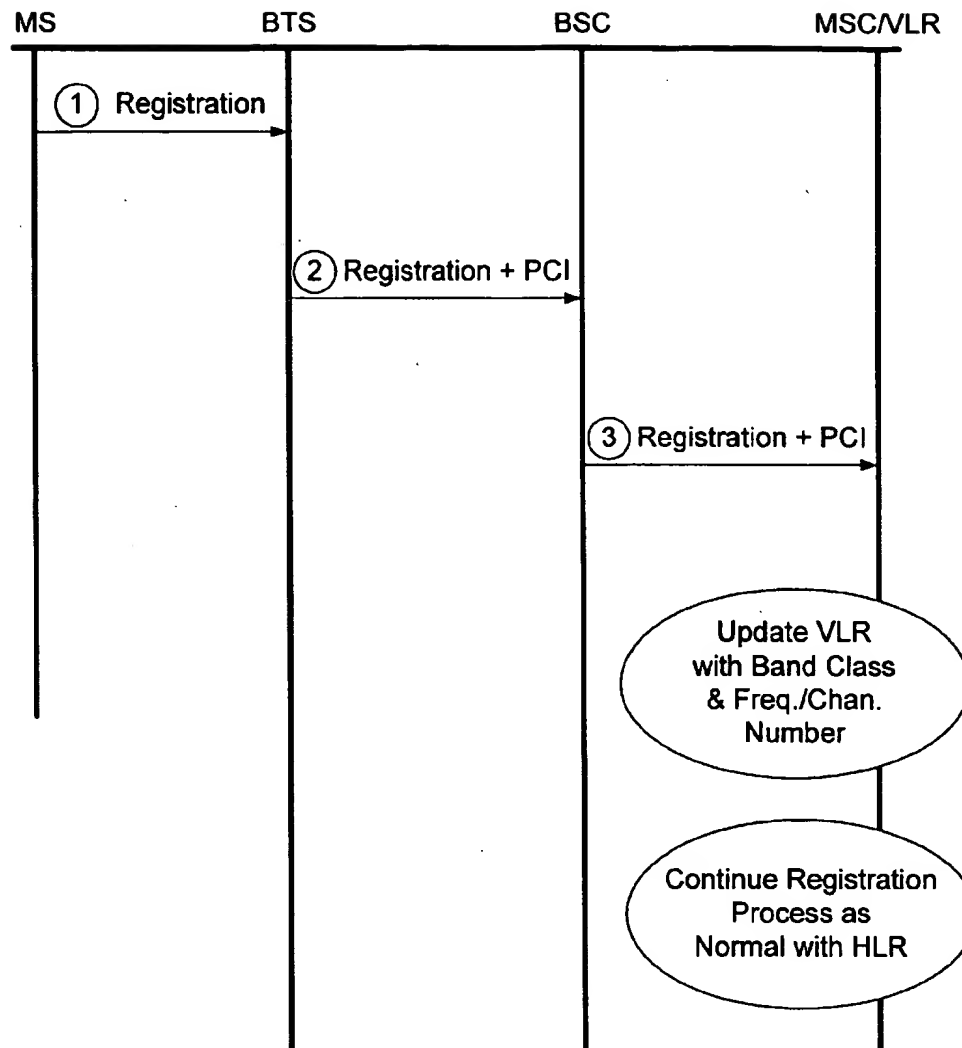 MS BTS BSC MSC/VLR
1 Registration
2 Registration + PCI
3 Registration + PCI
Update VLR
with Band Class
& Freq./Chan.
Number
Continue Registration
Process as
Normal with HLR